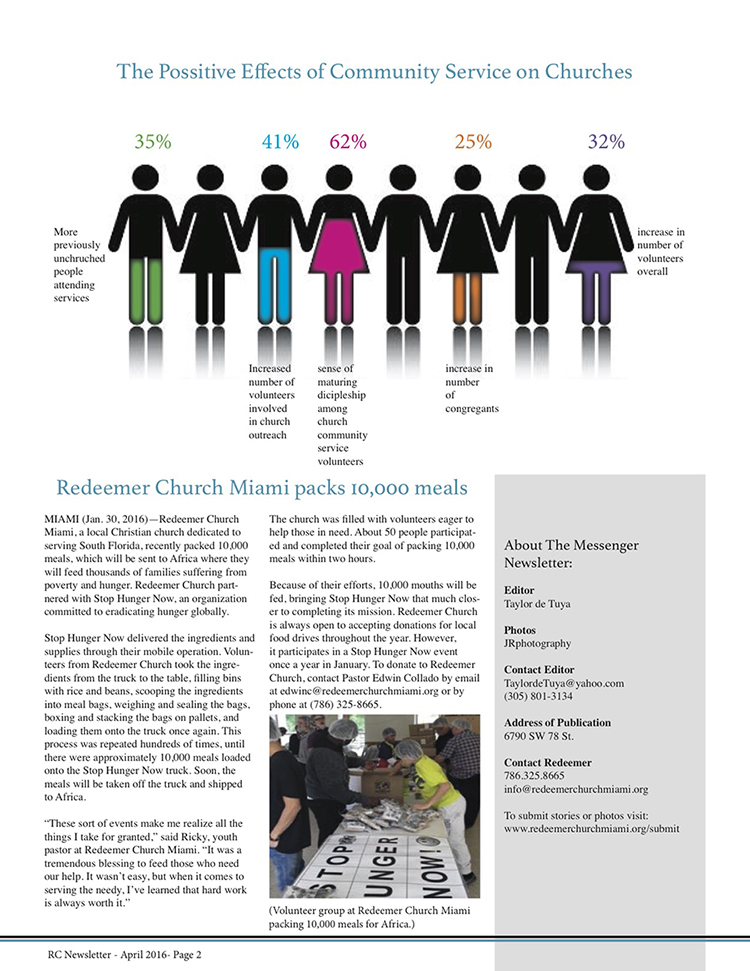 The Possitive Effects of Community Service on Churches
35%
41%
62%
25%
32%
More
previously
unchruched
people
attending
services
Increased
number of
volunteers
involved
in church
outreach
sense of
maturing
dicipleship
among
church
community
service
volunteers
increase in
number
of
congregants
increase in
number of
volunteers
overall
Redeemer Church Miami packs 10,000 meals
MIAMI (Jan. 30, 2016)—Redeemer Church
Miami, a local Christian church dedicated to
serving South Florida, recently packed 10,000
meals, which will be sent to Africa where they
will feed thousands of families suffering from
poverty and hunger. Redeemer Church part-
nered with Stop Hunger Now, an organization
committed to eradicating hunger globally.
Stop Hunger Now delivered the ingredients and
supplies through their mobile operation. Volun-
teers from Redeemer Church took the ingre-
dients from the truck to the table, filling bins
with rice and beans, scooping the ingredients
into meal bags, weighing and sealing the bags,
boxing and stacking the bags on pallets, and
loading them onto the truck once again. This
process was repeated hundreds of times, until
there were approximately 10,000 meals loaded
onto the Stop Hunger Now truck. Soon, the
meals will be taken off the truck and shipped
to Africa.
“These sort of events make me realize all the
things I take for granted,” said Ricky, youth
pastor at Redeemer Church Miami. “It was a
tremendous blessing to feed those who need
our help. It wasn’t easy, but when it comes to
serving the needy, I’ve learned that hard work
is always worth it.”
The church was filled with volunteers eager to
help those in need. About 50 people participat-
ed and completed their goal of packing 10,000
meals within two hours.
Because of their efforts, 10,000 mouths will be
fed, bringing Stop Hunger Now that much clos-
er to completing its mission. Redeemer Church
is always open to accepting donations for local
food drives throughout the year. However,
it participates in a Stop Hunger Now event
once a year in January. To donate to Redeemer
Church, contact Pastor Edwin Collado by email
at edwinc@redeemerchurchmiami.org or by
phone at (786) 325-8665.
STOP
UNGER
NOW!
(Volunteer group at Redeemer Church Miami
packing 10,000 meals for Africa.)
About The Messenger
Newsletter:
Editor
Taylor de Tuya
Photos
JRphotography
Contact Editor
TaylordeTuya@yahoo.com
(305) 801-3134
Address of Publication
6790 SW 78 St.
Contact Redeemer
786.325.8665
info@redeemerchurchmiami.org
To submit stories or photos visit:
www.redeemerchurchmiami.org/submit
RC Newsletter - April 2016- Page 2